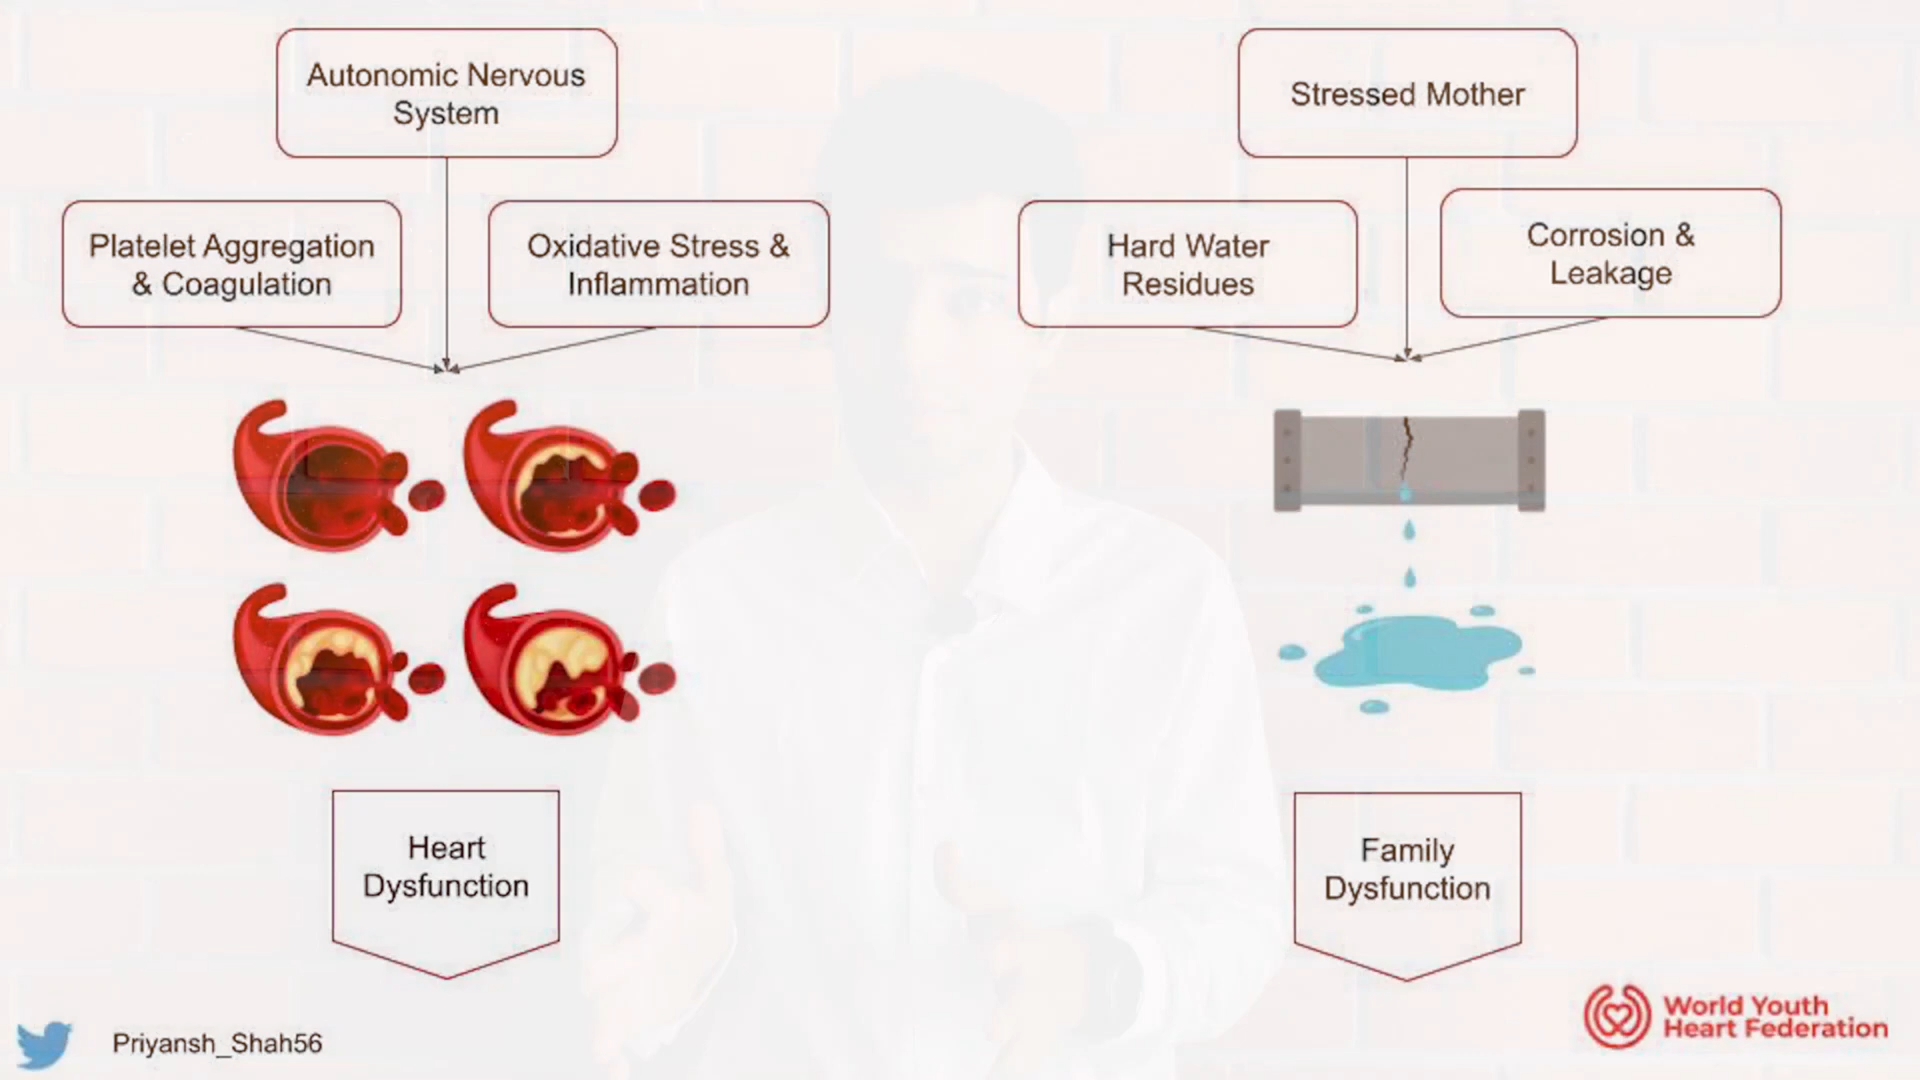 Autonomic Nervous
System
Platelet Aggregation
& Coagulation
Oxidative Stress &
Inflammation
Heart
Dysfunction
Stressed Mother
Hard Water
Residues
Corrosion &
Leakage
Family
Dysfunction
Priyansh_Shah56
World Youth
Heart Federation